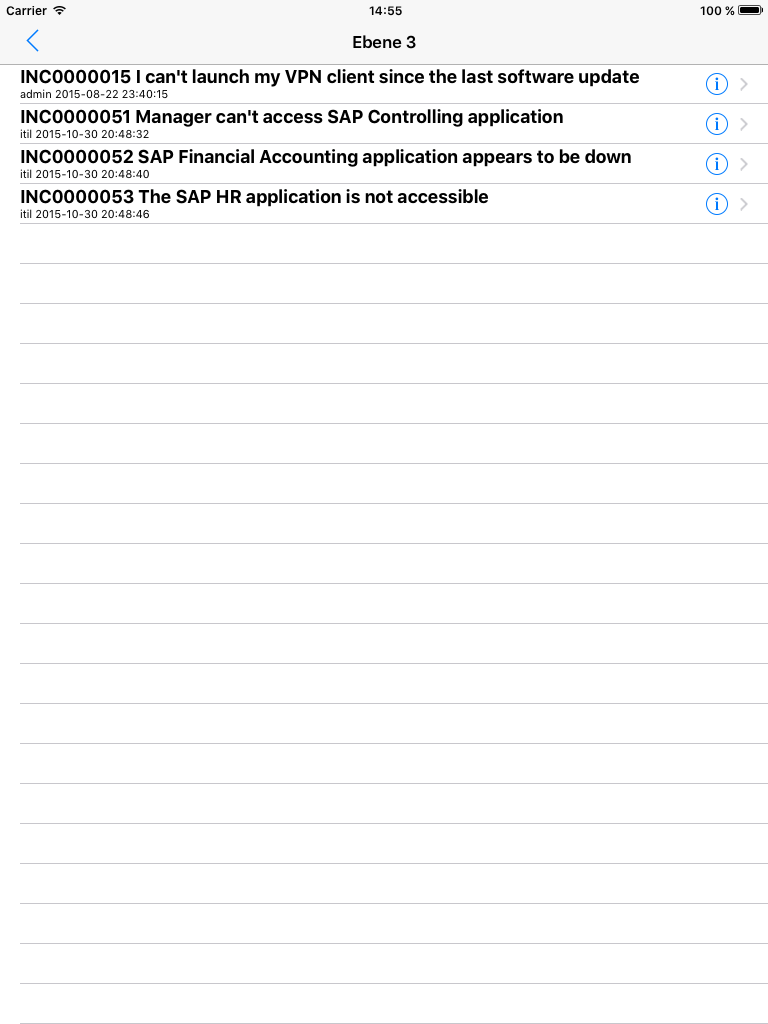 Carrier 14:55 100 %
Ebene 3
INC0000015 I can't launch my VPN client since the last software update
admin 2015-08-22 23:40:15
INC0000051 Manager can't access SAP Controlling application
itil 2015-10-30 20:48:32
INC0000052 SAP Financial Accounting application appears to be down
itil 2015-10-30 20:48:40
INC0000053 The SAP HR application is not accessible
itil 2015-10-30 20:48:46